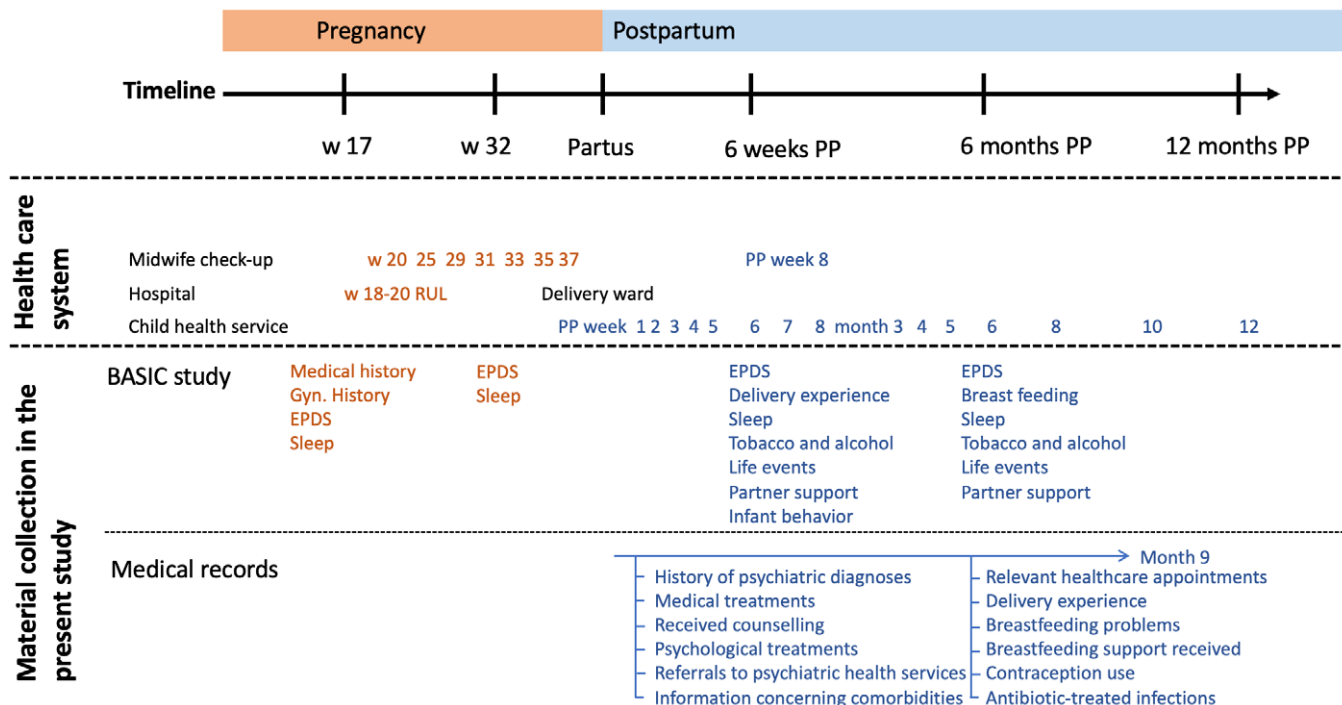 Pregnancy
Postpartum
Timeline
w 17
w 32
Partus
6 weeks PP
6 months PP
12 months PP
Health care
system
Midwife check-up
w 20 25 29 31 33 35 37
PP week 8
Hospital
w 18-20 RUL
Delivery ward
Child health service
PP week 1 2 3 4 5 6 7 8 month 3 4 5 6 8 10 12
Material collection in the
present study
BASIC study
Medical history
Gyn. History
EPDS
Sleep
EPDS
Sleep
EPDS
Delivery experience
Sleep
Tobacco and alcohol
Life events
Partner support
Infant behavior
EPDS
Breast feeding
Sleep
Tobacco and alcohol
Life events
Partner support
Medical records
Month 9
History of psychiatric diagnoses
Medical treatments
Received counselling
Psychological treatments
Referrals to psychiatric health services
Information concerning comorbidities
Relevant healthcare appointments
Delivery experience
Breastfeeding problems
Breastfeeding support received
Contraception use
Antibiotic-treated infections